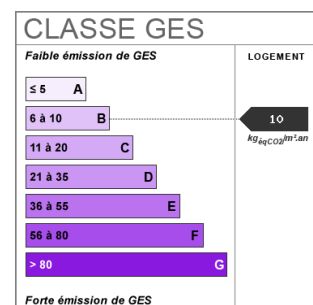 CLASSE GES
Faible émission de GES
LOGEMENT
≤ 5 A
6 à 10 B
10
kgéqCO2/m².an
11 à 20 C
21 à 35 D
36 à 55 E
56 à 80 F
> 80 G
Forte émission de GES